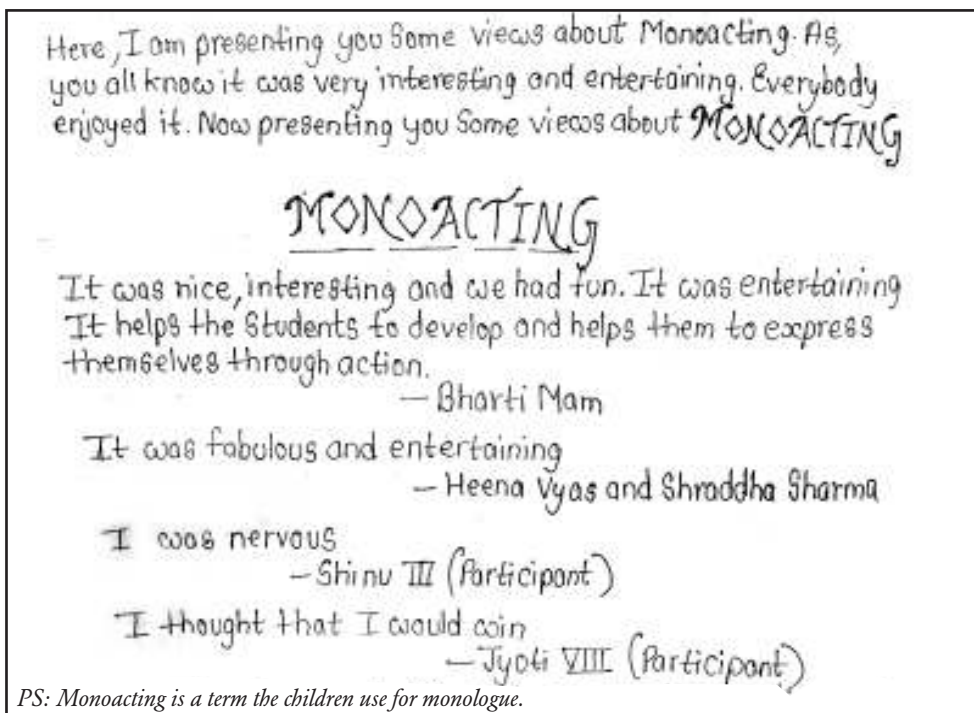 Here, I am presenting you some views about Monoacting. As,
you all know it was very interesting and entertaining. Everybody
enjoyed it. Now presenting you some views about MONOACTING
MONOACTING
It was nice, interesting and we had fun. It was entertaining
It helps the students to develop and helps them to express
themselves through action.
– Bharti Mam
It was fabulous and entertaining
– Heena Vyas and Shraddha Sharma
I was nervous
– Shinu III (Participant)
I thought that I would win
– Jyoti VIII (Participant)
PS: Monoacting is a term the children use for monologue.